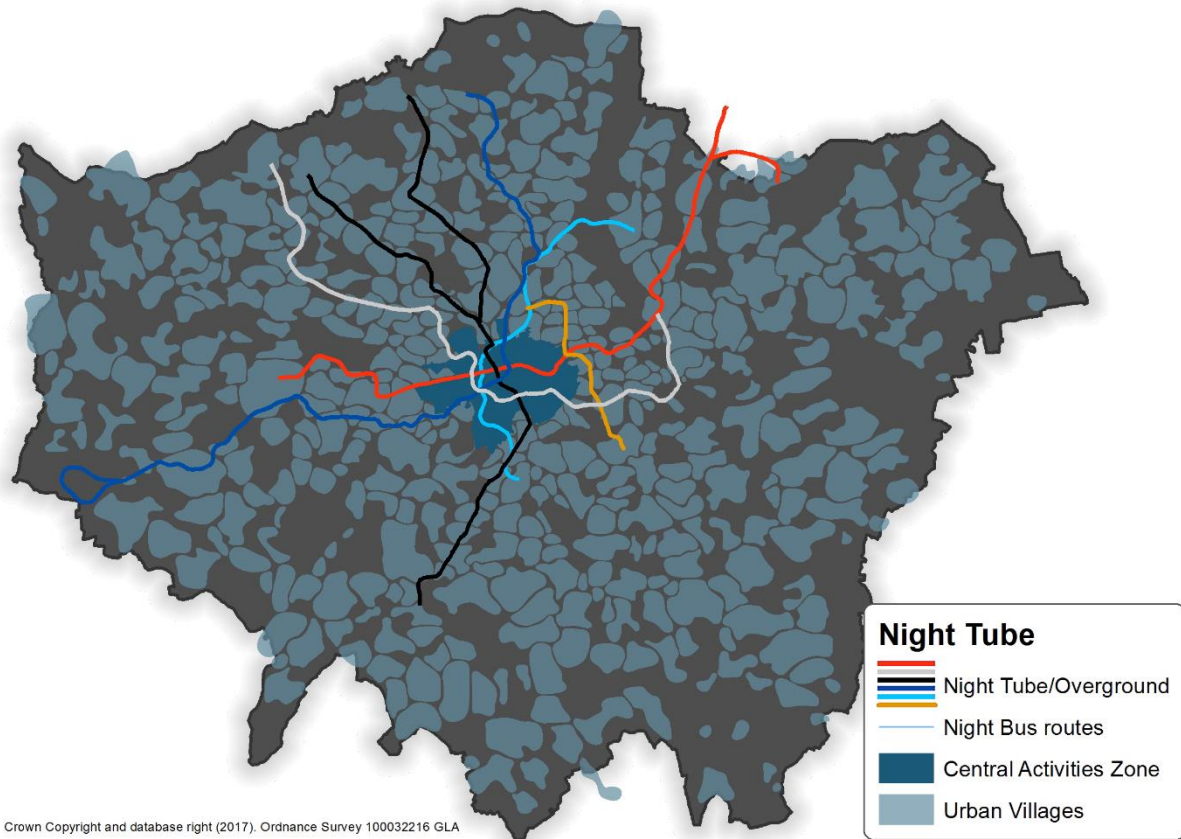 Night Tube
Night Tube/Overground
Night Bus routes
Central Activities Zone
Urban Villages
Crown Copyright and database right (2017). Ordnance Survey 100032216 GLA